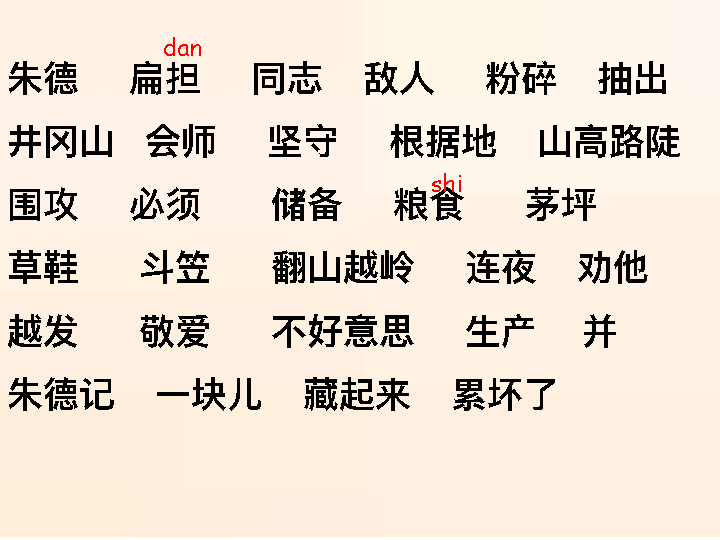 dan
朱德 扁担 同志 敌人 粉碎 抽出
井冈山 会师 坚守 根据地 山高路陡
shi
围攻 必须 储备 粮食 茅坪
草鞋 斗笠 翻山越岭 连夜 劝他
越发 敬爱 不好意思 生产 并
朱德记 一块儿 藏起来 累坏了